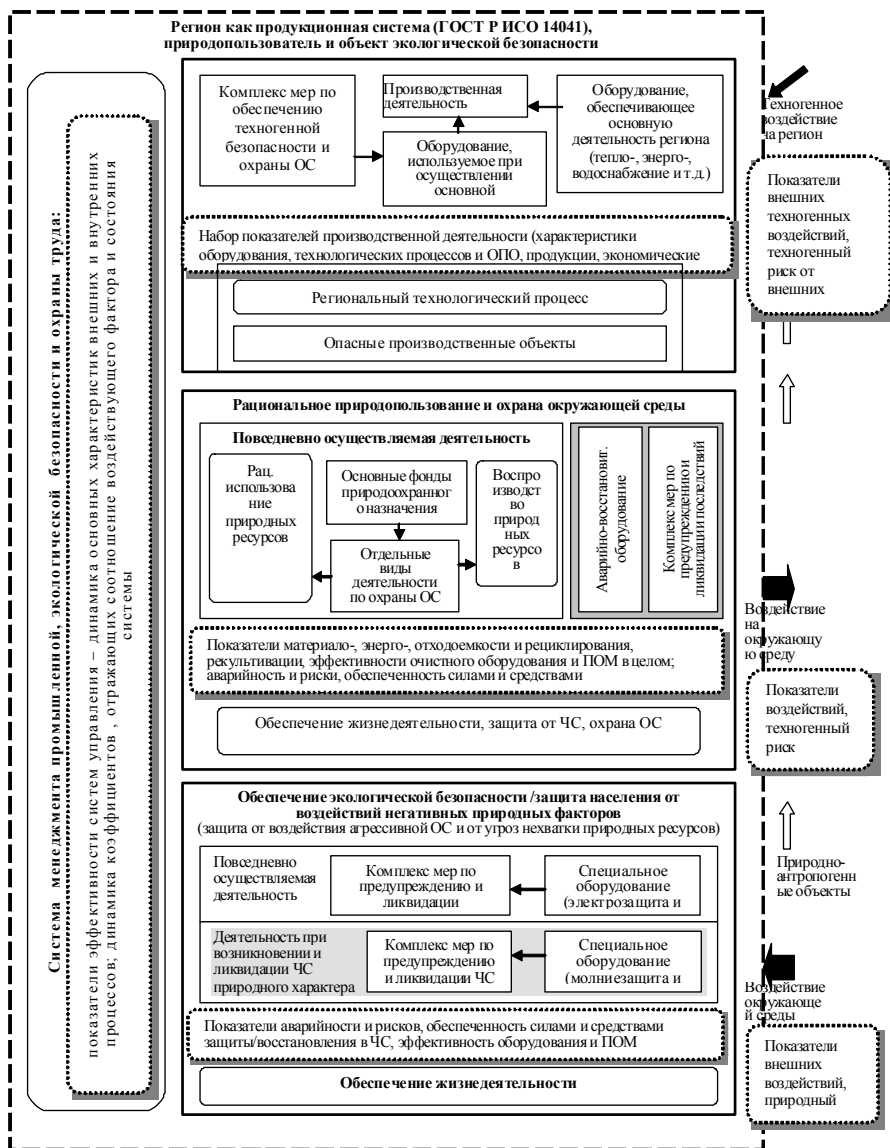 Регион как продукционная система (ГОСТ Р ИСО 14041),
природопользователь и объект экологической безопасности
Система менеджмента промышленной, экологической безопасности и охраны труда:
показатели эффективности систем управления – динамика основных характеристик внешних и внутренних
процессов; динамика коэффициентов , отражающих соотношение воздействующего фактора и состояния
системы
Комплекс мер по
обеспечению
техногенной
безопасности и
охраны ОС
Производственная
деятельность
Оборудование,
используемое при
осуществлении
основной
Оборудование,
обеспечивающее
основную
деятельность региона
(тепло-, энерго-,
водоснабжение и т.д.)
Набор показателей производственной деятельности (характеристики
оборудования, технологических процессов и ОПО, продукции, экономические
Региональный технологический процесс
Опасные производственные объекты
Техногенное
воздействие
на регион
Показатели
внешних
техногенных
воздействий,
техногенный
риск от
внешних
Рациональное природопользование и охрана окружающей среды
Повседневно осуществляемая деятельность
Рац.
использова
ние
природных
ресурсов
Основные фонды
природоохранног
о назначения
Отдельные
виды
деятельности
по охраны ОС
Воспро
изводст
во
природ
ных
ресурсо
в
Аварийно-восстановит.
оборудование
Комплекс мер по
предупреждению и
ликвидации последствий
Показатели материало-, энерго-, отходоемкости и рециклирования,
рекультивации, эффективности очистного оборудования и ПОМ в целом;
аварийность и риски, обеспеченность силами и средствами
Обеспечение жизнедеятельности, защита от ЧС, охрана ОС
Воздействие
на
окружающу
ю среду
Показатели
воздействий,
техногенный
риск
Обеспечение экологической безопасности /защита населения от
воздействий негативных природных факторов
(защита от воздействия агрессивной ОС и от угроз нехватки природных ресурсов)
Повседневно
осуществляемая
деятельность
Комплекс мер по
предупреждению и
ликвидации
Специальное
оборудование
(электрозащита и
Деятельность при
возникновении и
ликвидации ЧС
природного характера
Комплекс мер по
предупреждению
и ликвидации ЧС
Специальное
оборудование
(молниезащита и
Показатели аварийности и рисков, обеспеченность силами и средствами
защиты/восстановления в ЧС, эффективность оборудования и ПОМ
Обеспечение жизнедеятельности
Природно-
антропоген
ные объекты
Воздействие
окружающе
й среды
Показатели
внешних
воздействий,
природный